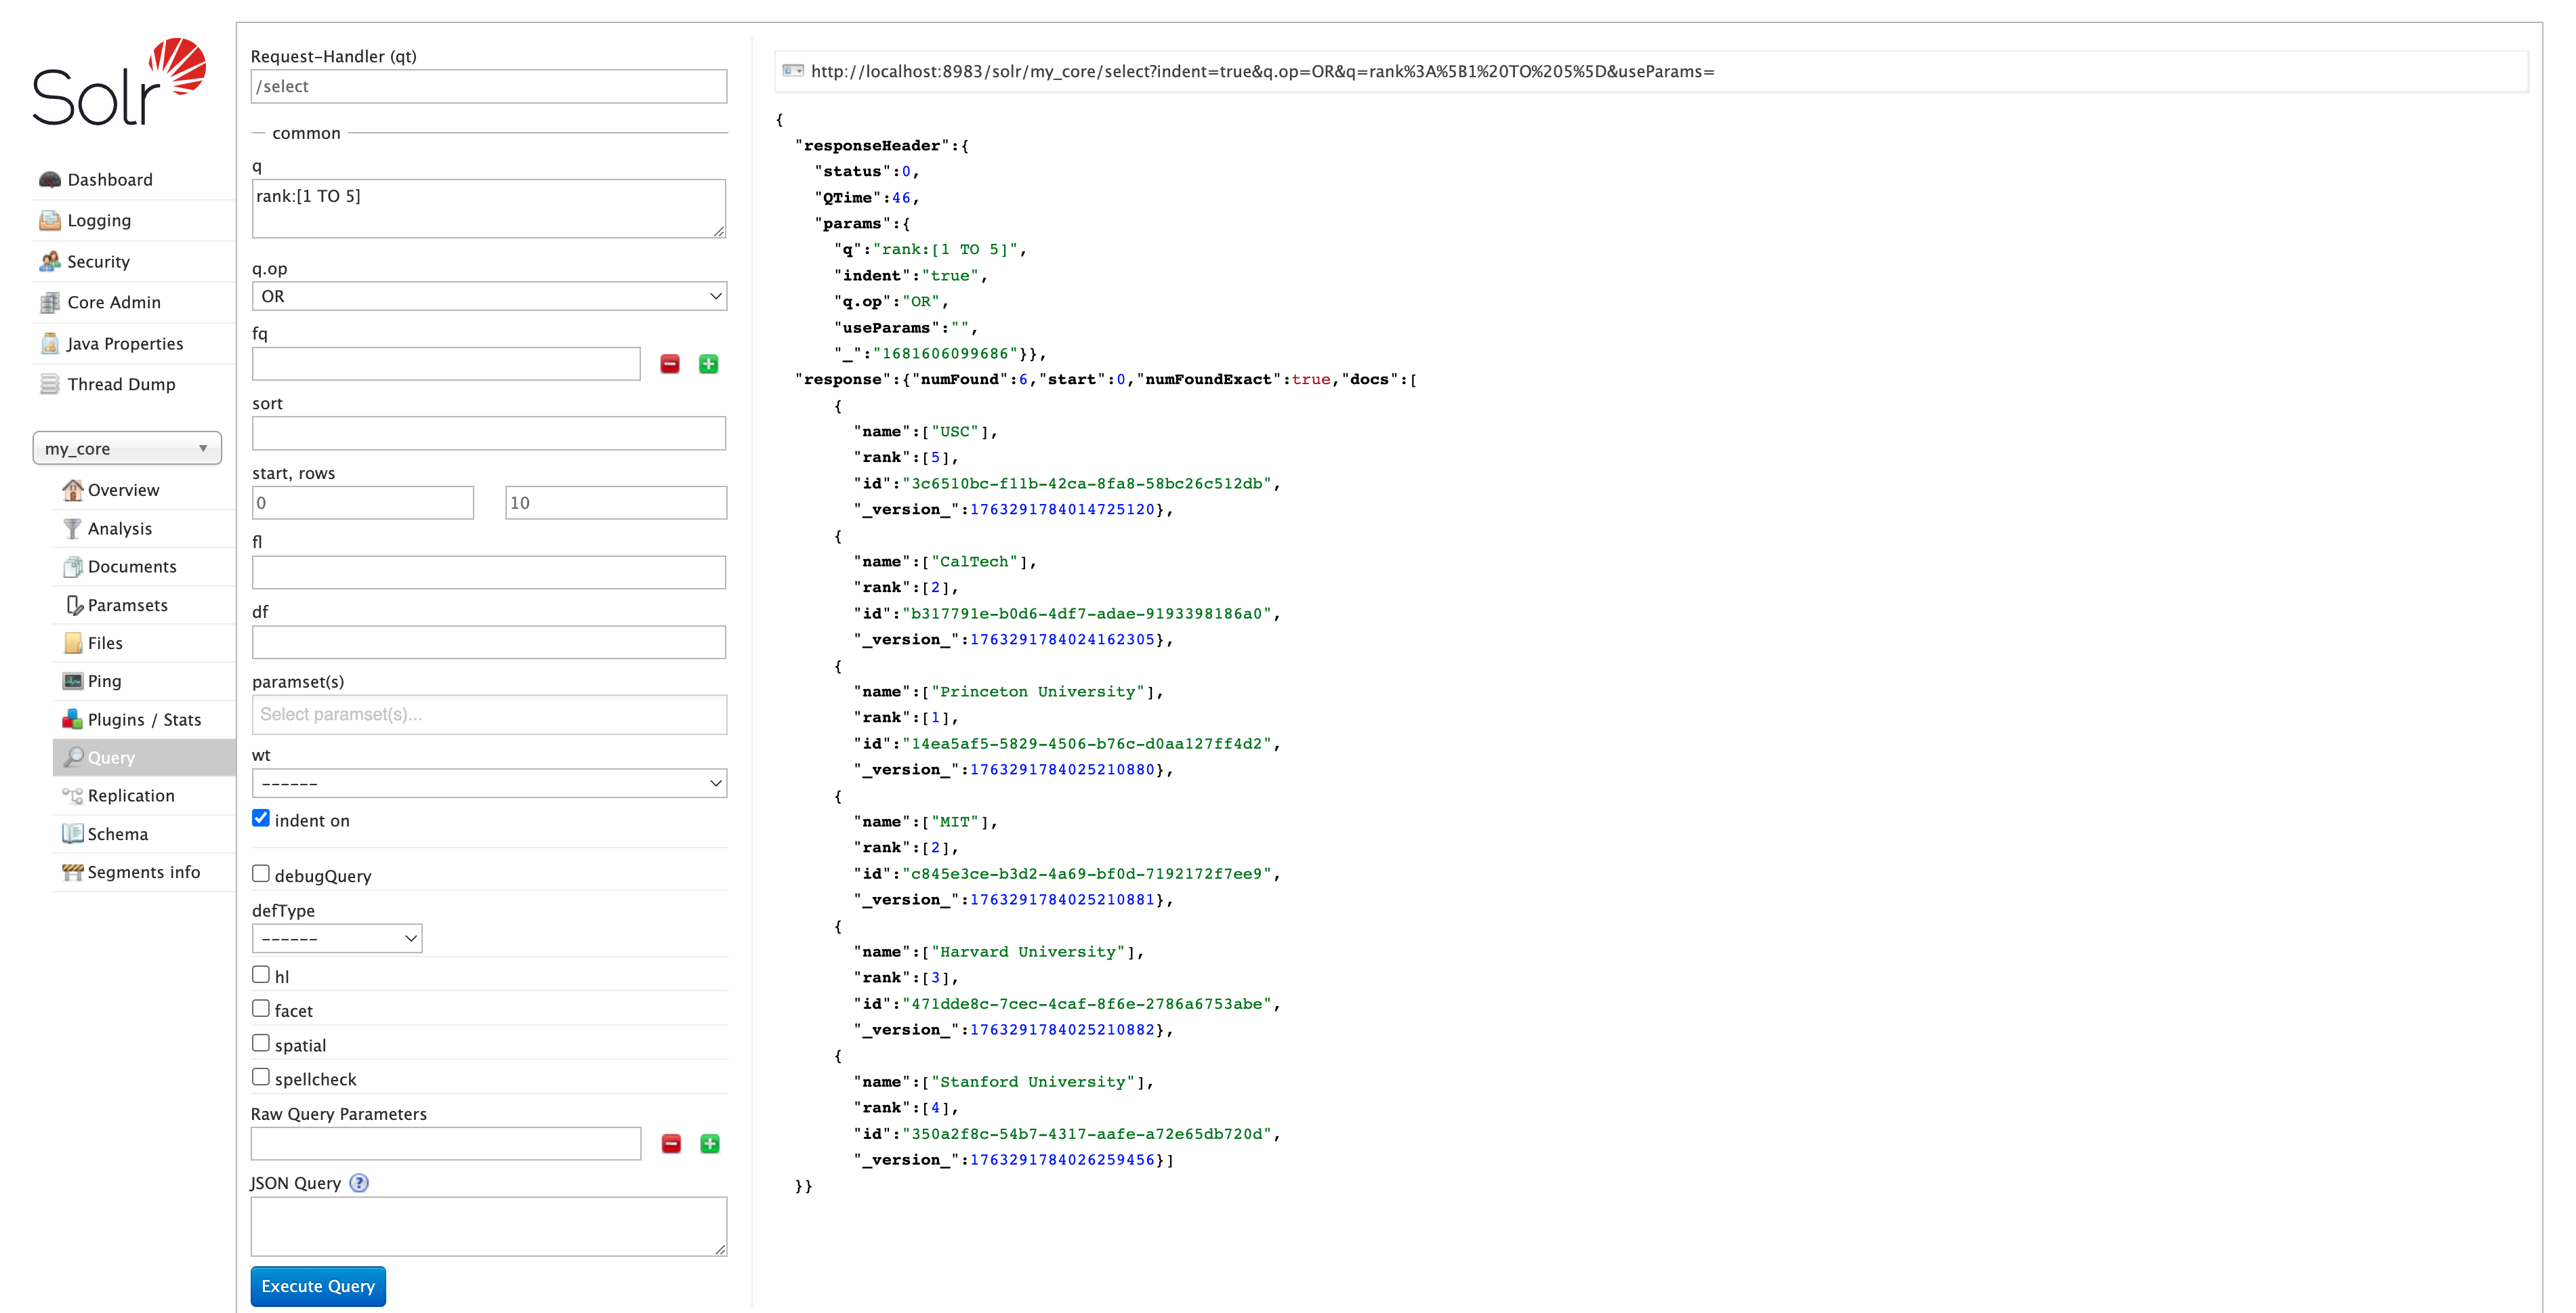 Solr
Dashboard
Logging
Security
Core Admin
Java Properties
Thread Dump
my_core
Overview
Analysis
Documents
Paramsets
Files
Ping
Plugins / Stats
Query
Replication
Schema
Segments info
Request-Handler (qt)
/select
common
q
rank:[1 TO 5]
q.op
OR
fq
sort
start, rows
0 10
fl
df
paramset(s)
Select paramset(s)...
wt
------
indent on
debugQuery
defType
------
hl
facet
spatial
spellcheck
Raw Query Parameters
JSON Query ?
Execute Query
http://localhost:8983/solr/my_core/select?indent=true&q.op=OR&q=rank%3A%5B1%20TO%205%5D&useParams=
{
"responseHeader":{
"status":0,
"QTime":46,
"params":{
"q":"rank:[1 TO 5]",
"indent":"true",
"q.op":"OR",
"useParams":"",
"_":"1681606099686"}},
"response":{"numFound":6,"start":0,"numFoundExact":true,"docs":[
{
"name":["USC"],
"rank":[5],
"id":"3c6510bc-f11b-42ca-8fa8-58bc26c512db",
"_version_":1763291784014725120},
{
"name":["CalTech"],
"rank":[2],
"id":"b317791e-b0d6-4df7-adae-9193398186a0",
"_version_":1763291784024162305},
{
"name":["Princeton University"],
"rank":[1],
"id":"14ea5af5-5829-4506-b76c-d0aa127ff4d2",
"_version_":1763291784025210880},
{
"name":["MIT"],
"rank":[2],
"id":"c845e3ce-b3d2-4a69-bf0d-7192172f7ee9",
"_version_":1763291784025210881},
{
"name":["Harvard University"],
"rank":[3],
"id":"471dde8c-7cec-4caf-8f6e-2786a6753abe",
"_version_":1763291784025210882},
{
"name":["Stanford University"],
"rank":[4],
"id":"350a2f8c-54b7-4317-aafe-a72e65db720d",
"_version_":1763291784026259456}]
}}